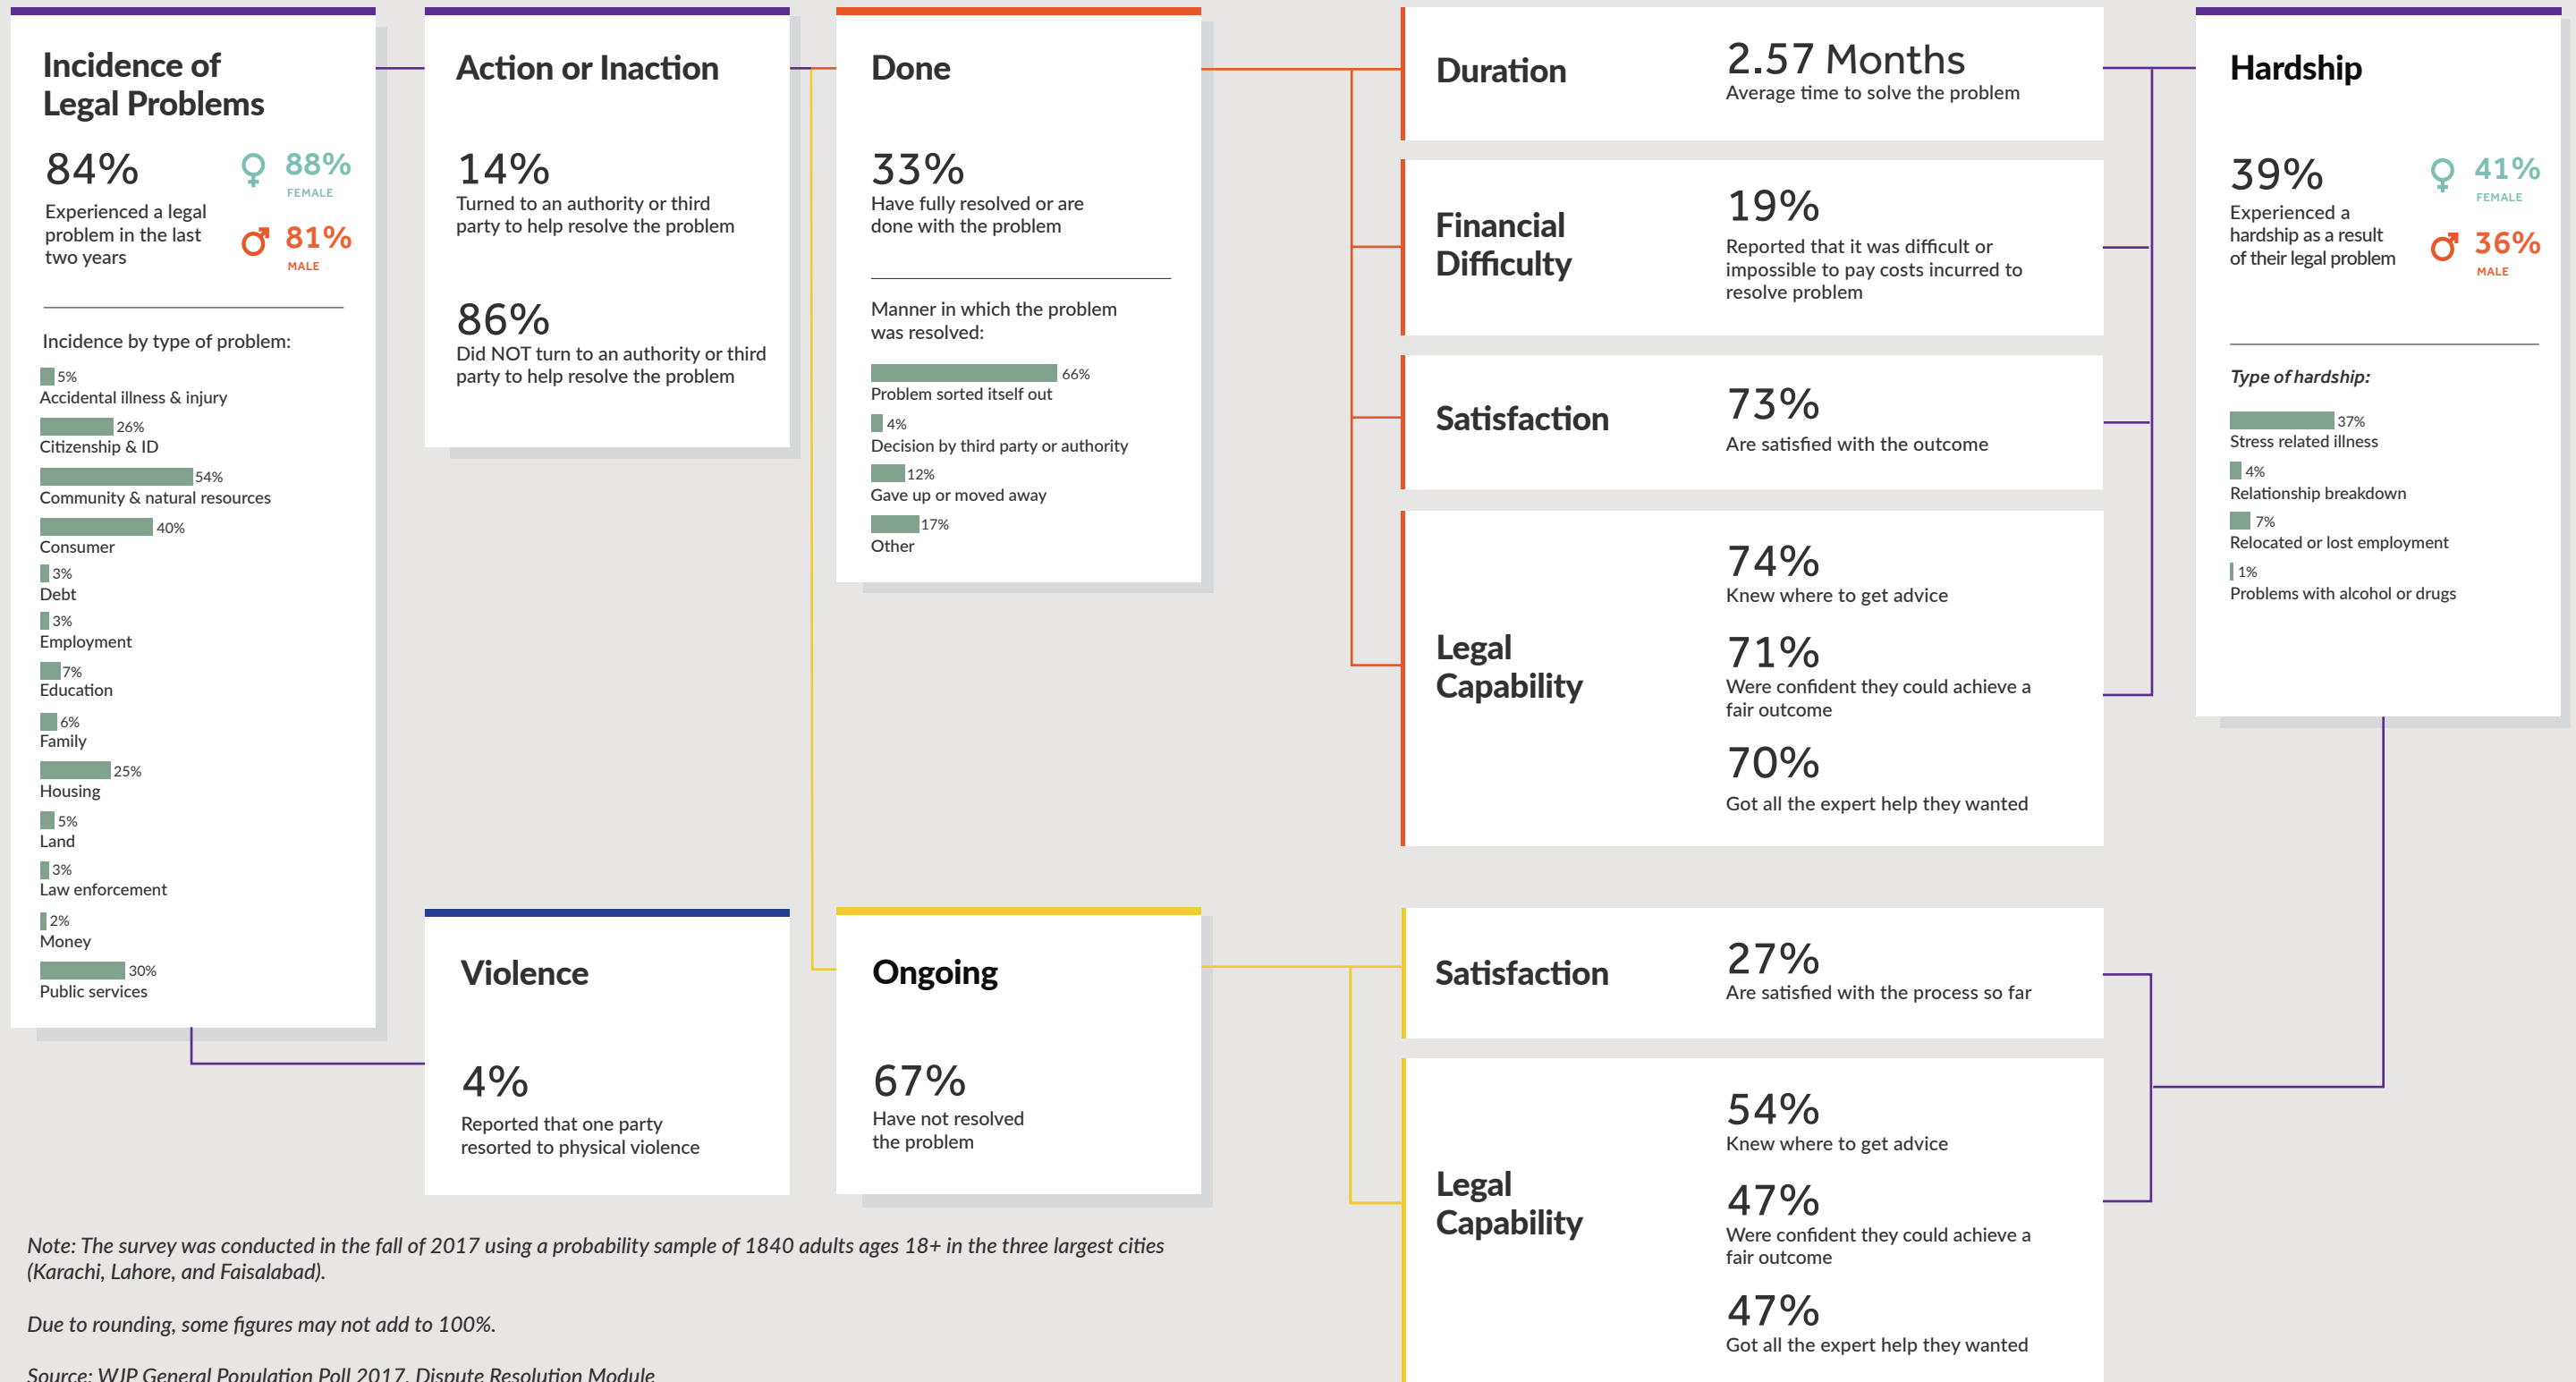 Incidence of
Legal Problems
84%
Experienced a legal
problem in the last
two years
88%
FEMALE
81%
MALE
Incidence by type of problem:
5%
Accidental illness & injury
26%
Citizenship & ID
54%
Community & natural resources
40%
Consumer
3%
Debt
3%
Employment
7%
Education
6%
Family
25%
Housing
5%
Land
3%
Law enforcement
2%
Money
30%
Public services
Action or Inaction
14%
Turned to an authority or third
party to help resolve the problem
86%
Did NOT turn to an authority or third
party to help resolve the problem
Violence
4%
Reported that one party
resorted to physical violence
Done
33%
Have fully resolved or are
done with the problem
Manner in which the problem
was resolved:
66%
Problem sorted itself out
4%
Decision by third party or authority
12%
Gave up or moved away
17%
Other
Ongoing
67%
Have not resolved
the problem
Duration
2.57 Months
Average time to solve the problem
Financial
Difficulty
19%
Reported that it was difficult or
impossible to pay costs incurred to
resolve problem
Satisfaction
73%
Are satisfied with the outcome
Legal
Capability
74%
Knew where to get advice
71%
Were confident they could achieve a
fair outcome
70%
Got all the expert help they wanted
Satisfaction
27%
Are satisfied with the process so far
Legal
Capability
54%
Knew where to get advice
47%
Were confident they could achieve a
fair outcome
47%
Got all the expert help they wanted
Hardship
39%
Experienced a
hardship as a result
of their legal problem
41%
FEMALE
36%
MALE
Type of hardship:
37%
Stress related illness
4%
Relationship breakdown
7%
Relocated or lost employment
1%
Problems with alcohol or drugs
Note: The survey was conducted in the fall of 2017 using a probability sample of 1840 adults ages 18+ in the three largest cities
(Karachi, Lahore, and Faisalabad).
Due to rounding, some figures may not add to 100%.
Source: WJP General Population Poll 2017, Dispute Resolution Module